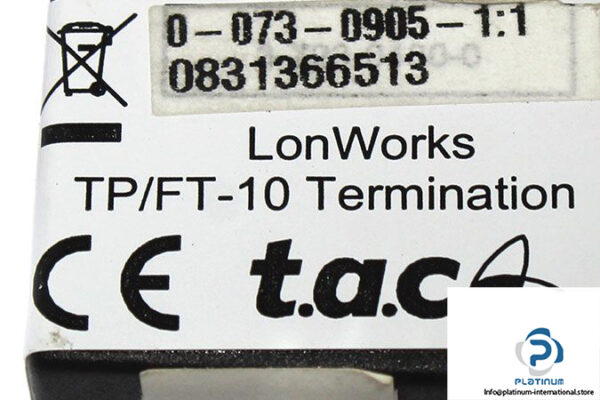 0-073-0905-1:1
0831366513
LonWorks
TP/FT-10 Termination
CE t.a.c
PLATINUM
Info@platinum-international.store